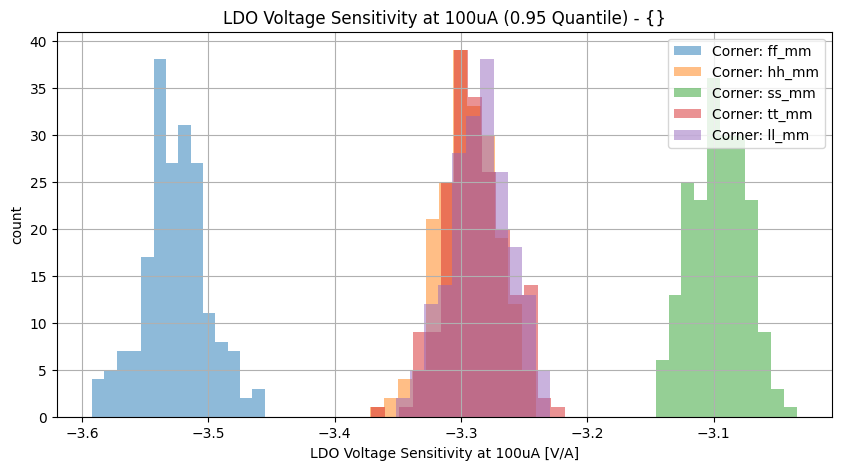 LDO Voltage Sensitivity at 100uA (0.95 Quantile) - {}
40
35
30
25
20
15
10
5
0
count
Corner: ff_mm
Corner: hh_mm
Corner: ss_mm
Corner: tt_mm
Corner: ll_mm
−3.6
−3.5
−3.4
−3.3
−3.2
−3.1
LDO Voltage Sensitivity at 100uA [V/A]